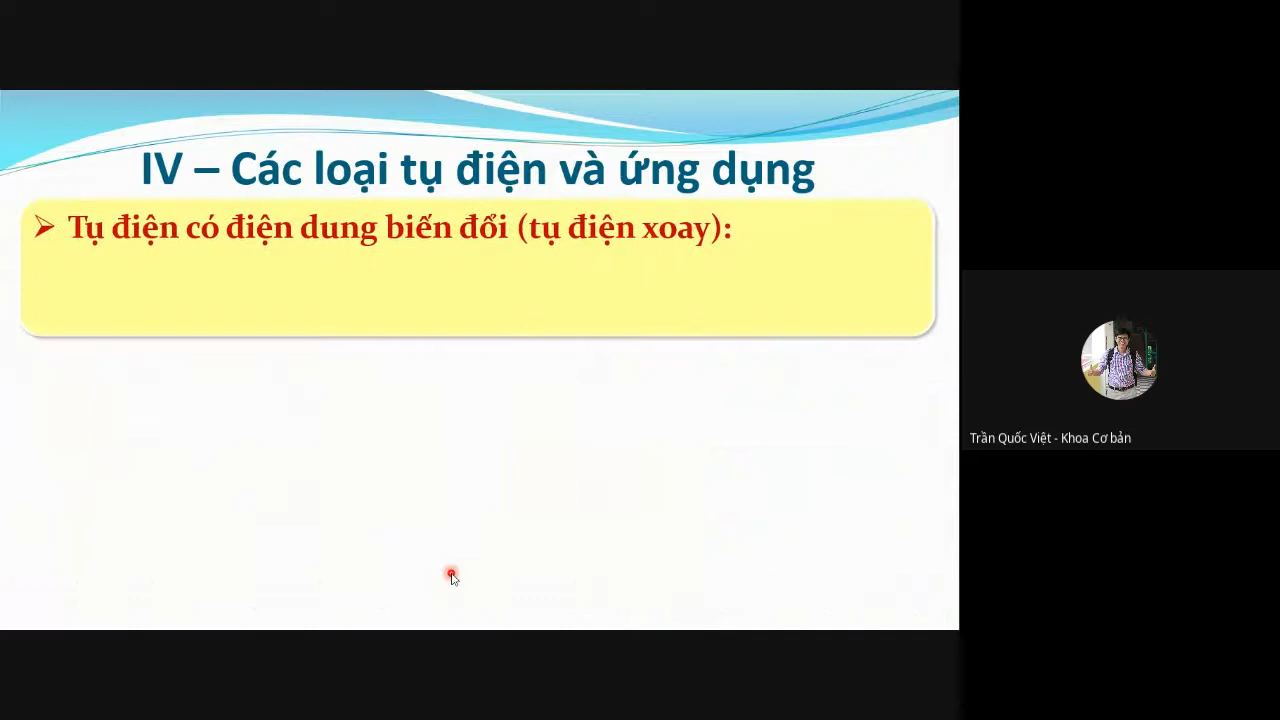 IV – Các loại tụ điện và ứng dụng
➢ Tụ điện có điện dung biến đổi (tụ điện xoay):
Trần Quốc Việt - Khoa Cơ bản